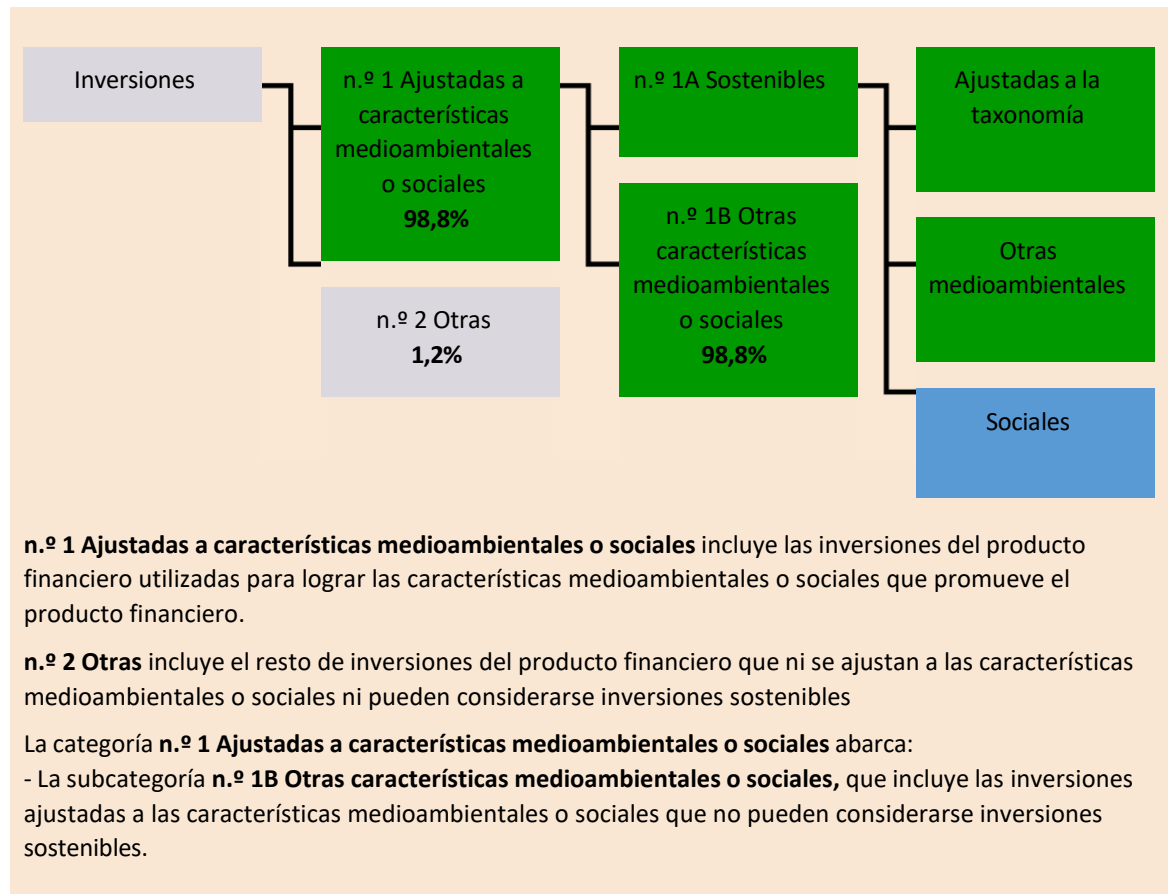 Inversiones
n.º 1 Ajustadas a
características
medioambientales
o sociales
98,8%
n.º 2 Otras
1,2%
n.º 1A Sostenibles
n.º 1B Otras
características
medioambientales
o sociales
98,8%
Ajustadas a la
taxonomía
Otras
medioambientales
Sociales
n.º 1 Ajustadas a características medioambientales o sociales incluye las inversiones del producto
financiero utilizadas para lograr las características medioambientales o sociales que promueve el
producto financiero.
n.º 2 Otras incluye el resto de inversiones del producto financiero que ni se ajustan a las características
medioambientales o sociales ni pueden considerarse inversiones sostenibles
La categoría n.º 1 Ajustadas a características medioambientales o sociales abarca:
- La subcategoría n.º 1B Otras características medioambientales o sociales, que incluye las inversiones
ajustadas a las características medioambientales o sociales que no pueden considerarse inversiones
sostenibles.